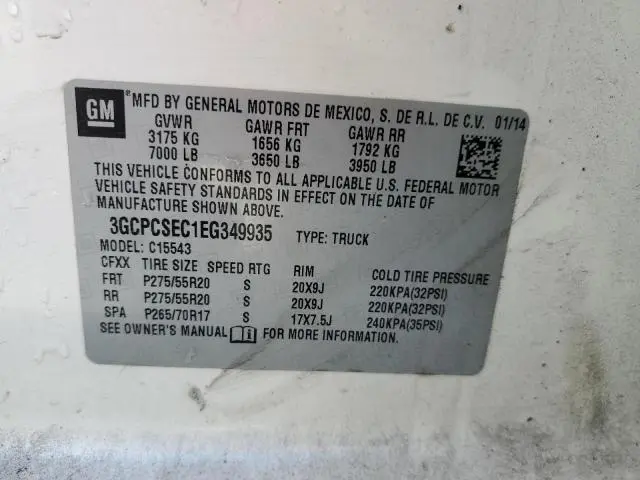 GM ®MFD BY GENERAL MOTORS DE MEXICO, S. DE R.L. DE C.V. 01/14
GVWR GAWR FRT GAWR RR
3175 KG 1656 KG 1792 KG
7000 LB 3650 LB 3950 LB
THIS VEHICLE CONFORMS TO ALL APPLICABLE U.S. FEDERAL MOTOR
VEHICLE SAFETY STANDARDS IN EFFECT ON THE DATE OF
MANUFACTURE SHOWN ABOVE.
3GCPCSEC1EG349935 TYPE: TRUCK
MODEL: C15543
CFXX TIRE SIZE SPEED RTG RIM COLD TIRE PRESSURE
FRT P275/55R20 S 20X9J 220KPA(32PSI)
RR P275/55R20 S 20X9J 220KPA(32PSI)
SPA P265/70R17 S 17X7.5J 240KPA(35PSI)
SEE OWNER'S MANUAL FOR MORE INFORMATION.